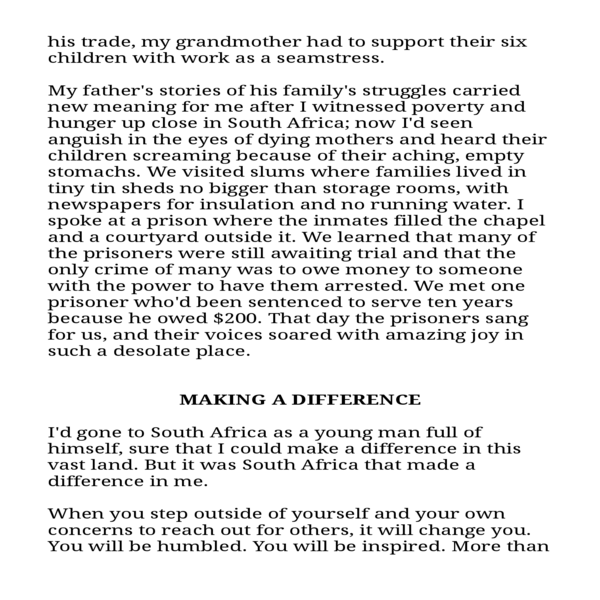 his trade, my grandmother had to support their six
children with work as a seamstress.
My father's stories of his family's struggles carried
new meaning for me after I witnessed poverty and
hunger up close in South Africa; now I'd seen
anguish in the eyes of dying mothers and heard their
children screaming because of their aching, empty
stomachs. We visited slums where families lived in
tiny tin sheds no bigger than storage rooms, with
newspapers for insulation and no running water. I
spoke at a prison where the inmates filled the chapel
and a courtyard outside it. We learned that many of
the prisoners were still awaiting trial and that the
only crime of many was to owe money to someone
with the power to have them arrested. We met one
prisoner who'd been sentenced to serve ten years
because he owed $200. That day the prisoners sang
for us, and their voices soared with amazing joy in
such a desolate place.
MAKING A DIFFERENCE
I'd gone to South Africa as a young man full of
himself, sure that I could make a difference in this
vast land. But it was South Africa that made a
difference in me.
When you step outside of yourself and your own
concerns to reach out for others, it will change you.
You will be humbled. You will be inspired. More than